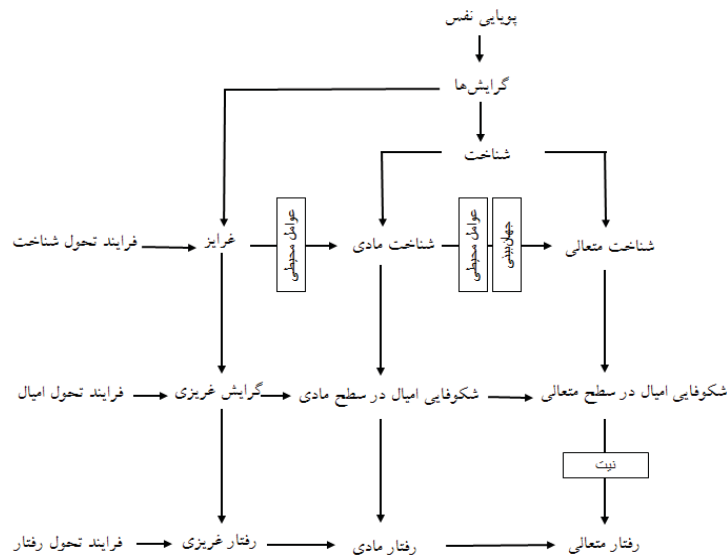 پویایی نفس
گرایش‌ها
شناخت
شناخت متعالی
جهان‌بینی
عوامل محیطی
شناخت مادی
عوامل محیطی
غرایز
فرایند تحول شناخت
شکوفایی امیال در سطح متعالی
شکوفایی امیال در سطح مادی
گرایش غریزی
فرایند تحول امیال
نیت
رفتار متعالی
رفتار مادی
رفتار غریزی
فرایند تحول رفتار